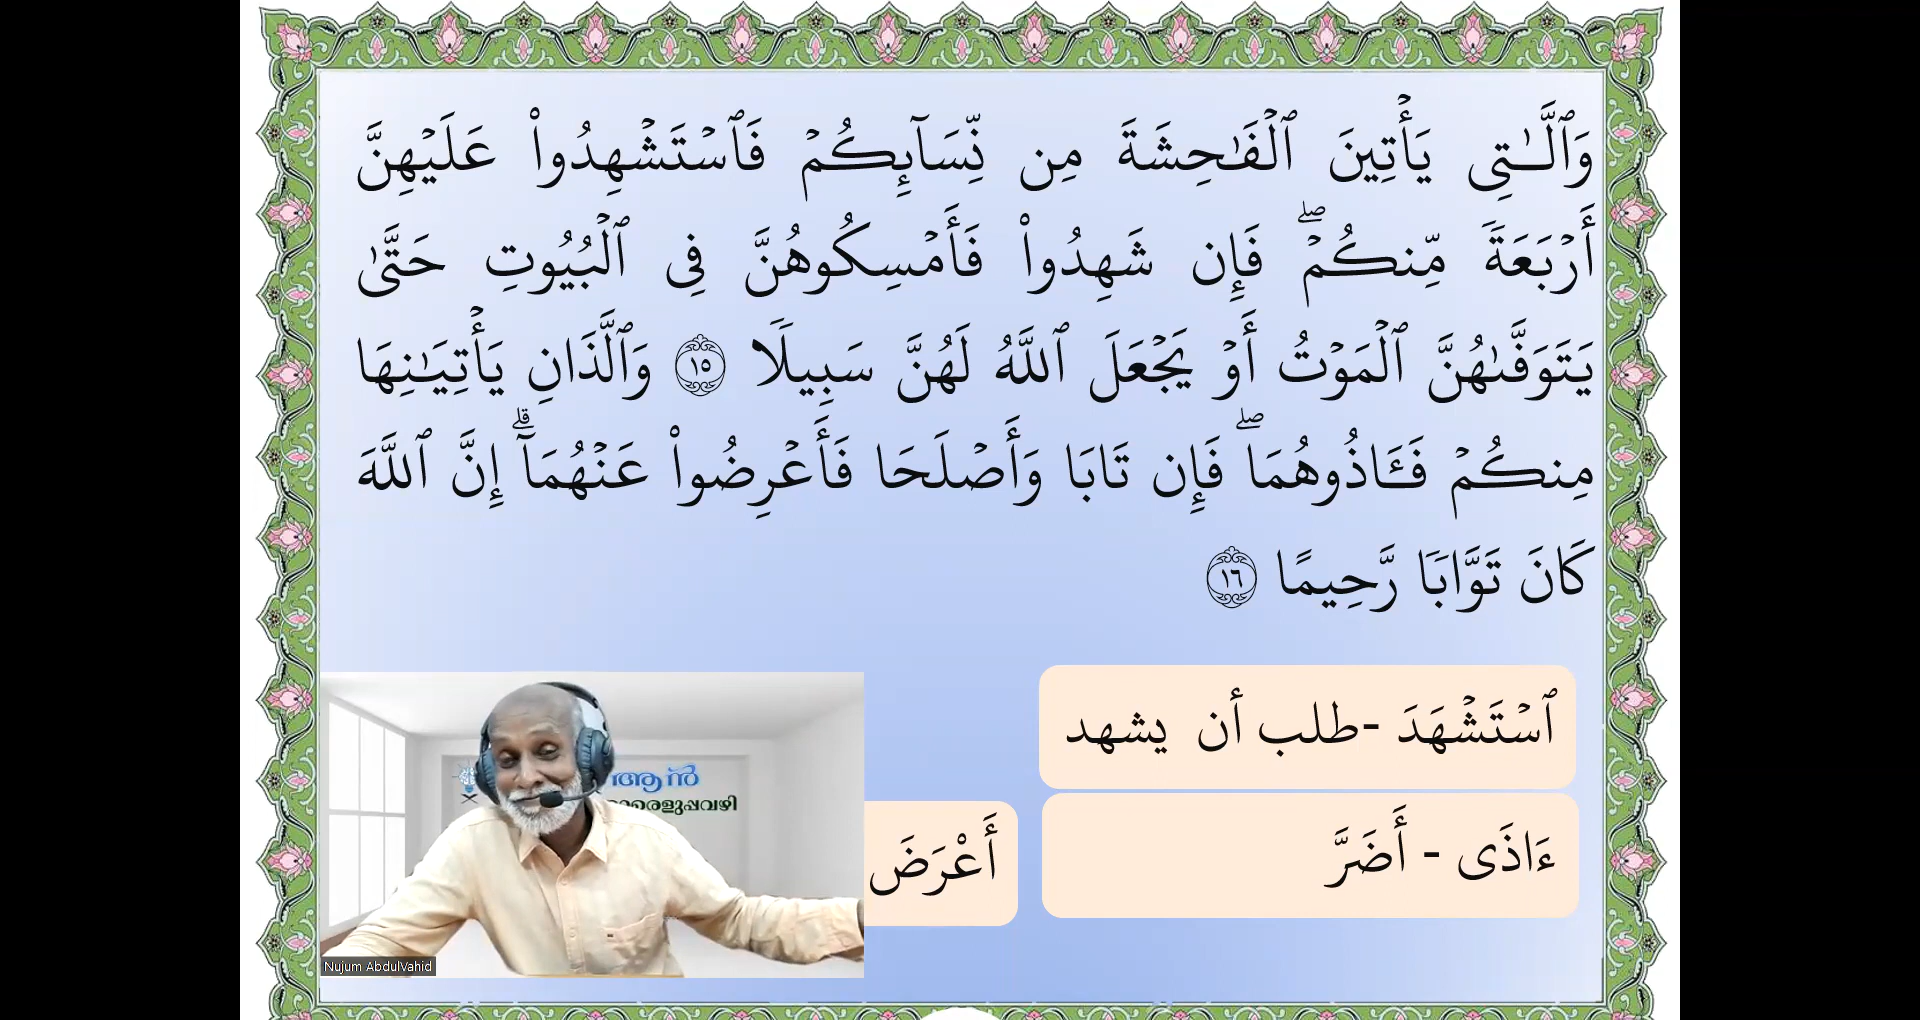 وَٱلَّـٰتِى يَأْتِينَ ٱلْفَـٰحِشَةَ مِن نِّسَآئِكُمْ فَٱسْتَشْهِدُوا۟ عَلَيْهِنَّ
أَرْبَعَةً مِّنكُمْ ۖ فَإِن شَهِدُوا۟ فَأَمْسِكُوهُنَّ فِى ٱلْبُيُوتِ حَتَّىٰ
يَتَوَفَّىٰهُنَّ ٱلْمَوْتُ أَوْ يَجْعَلَ ٱللَّهُ لَهُنَّ سَبِيلًا ١٥ وَٱلَّذَانِ يَأْتِيَـٰنِهَا
مِنكُمْ فَـَٔاذُوهُمَا ۖ فَإِن تَابَا وَأَصْلَحَا فَأَعْرِضُوا۟ عَنْهُمَآ ۗ إِنَّ ٱللَّهَ
كَانَ تَوَّابًا رَّحِيمًا ١٦
ٱسْتَشْهَدَ -طلب أن يشهد
ءَاذَى - أَضَرَّ
أَعْرَضَ
ആൻ
Nujum AbdulVahid